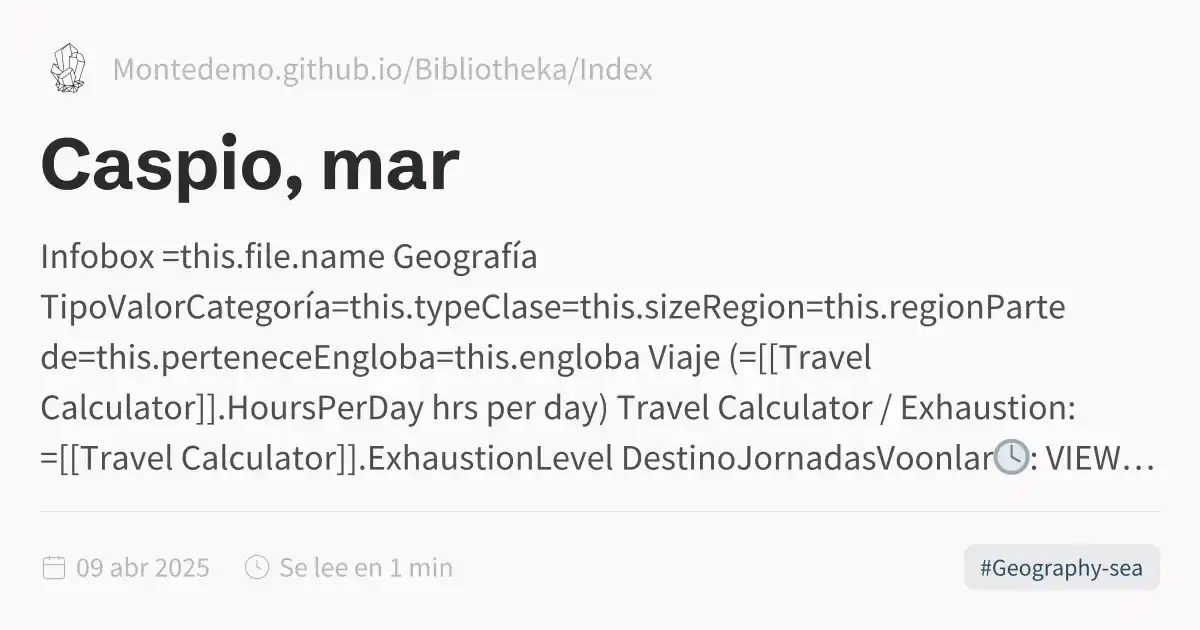 Montedemo.github.io/Bibliotheka/Index
Caspio, mar
Infobox =this.file.name Geografía
TipoValorCategoría=this.typeClase=this.sizeRegion=this.regionParte
de=this.perteneceEngloba=this.engloba Viaje (=[[Travel
Calculator]].HoursPerDay hrs per day) Travel Calculator / Exhaustion:
=[[Travel Calculator]].ExhaustionLevel DestinoJornadasVoonlar🕓: VIEW…
09 abr 2025 Se lee en 1 min #Geography-sea